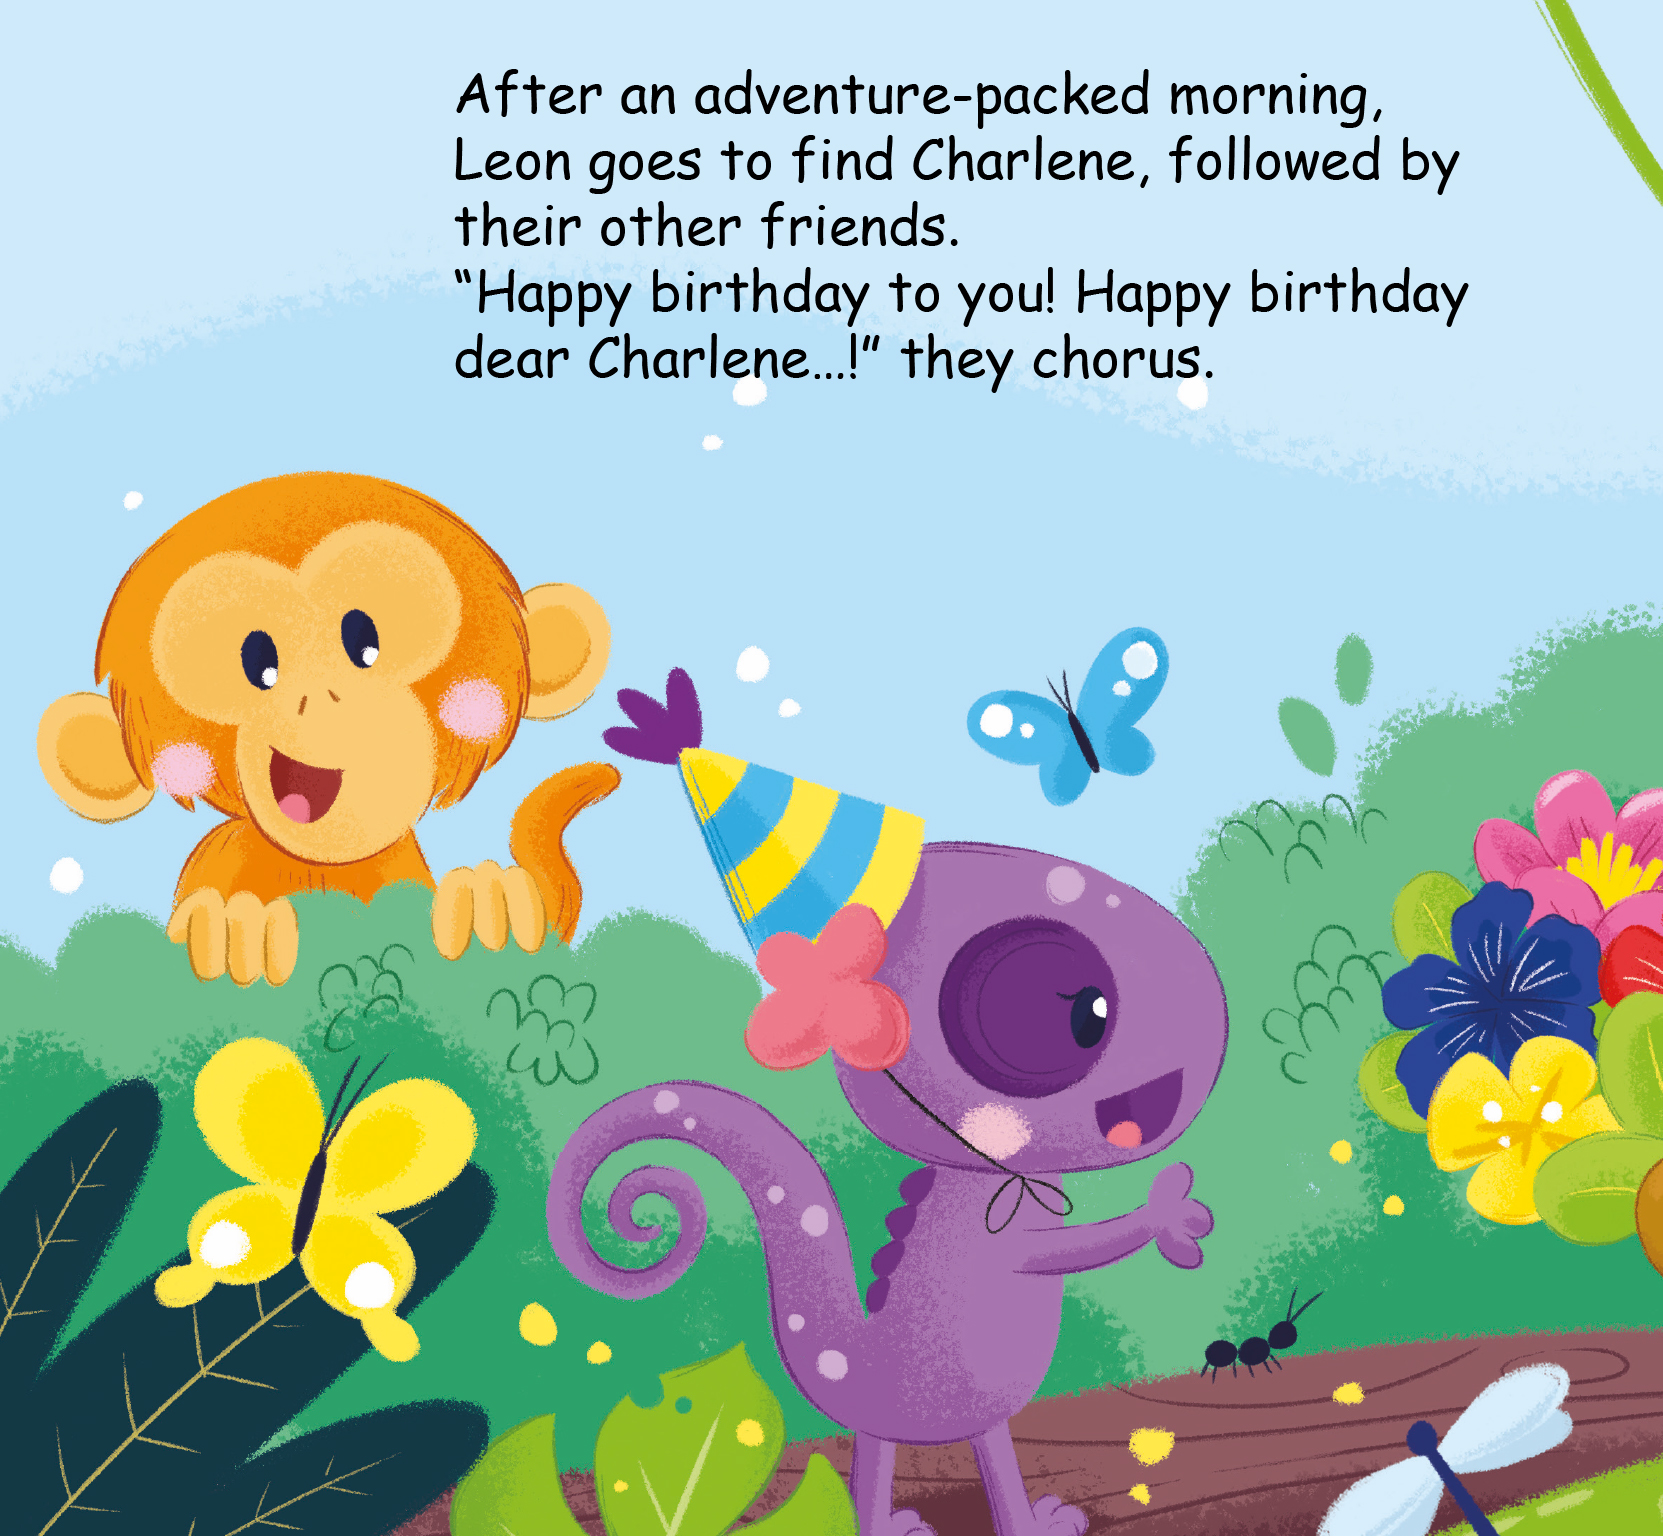 After an adventure-packed morning,
Leon goes to find Charlene, followed by
their other friends.
“Happy birthday to you! Happy birthday
dear Charlene…!” they chorus.